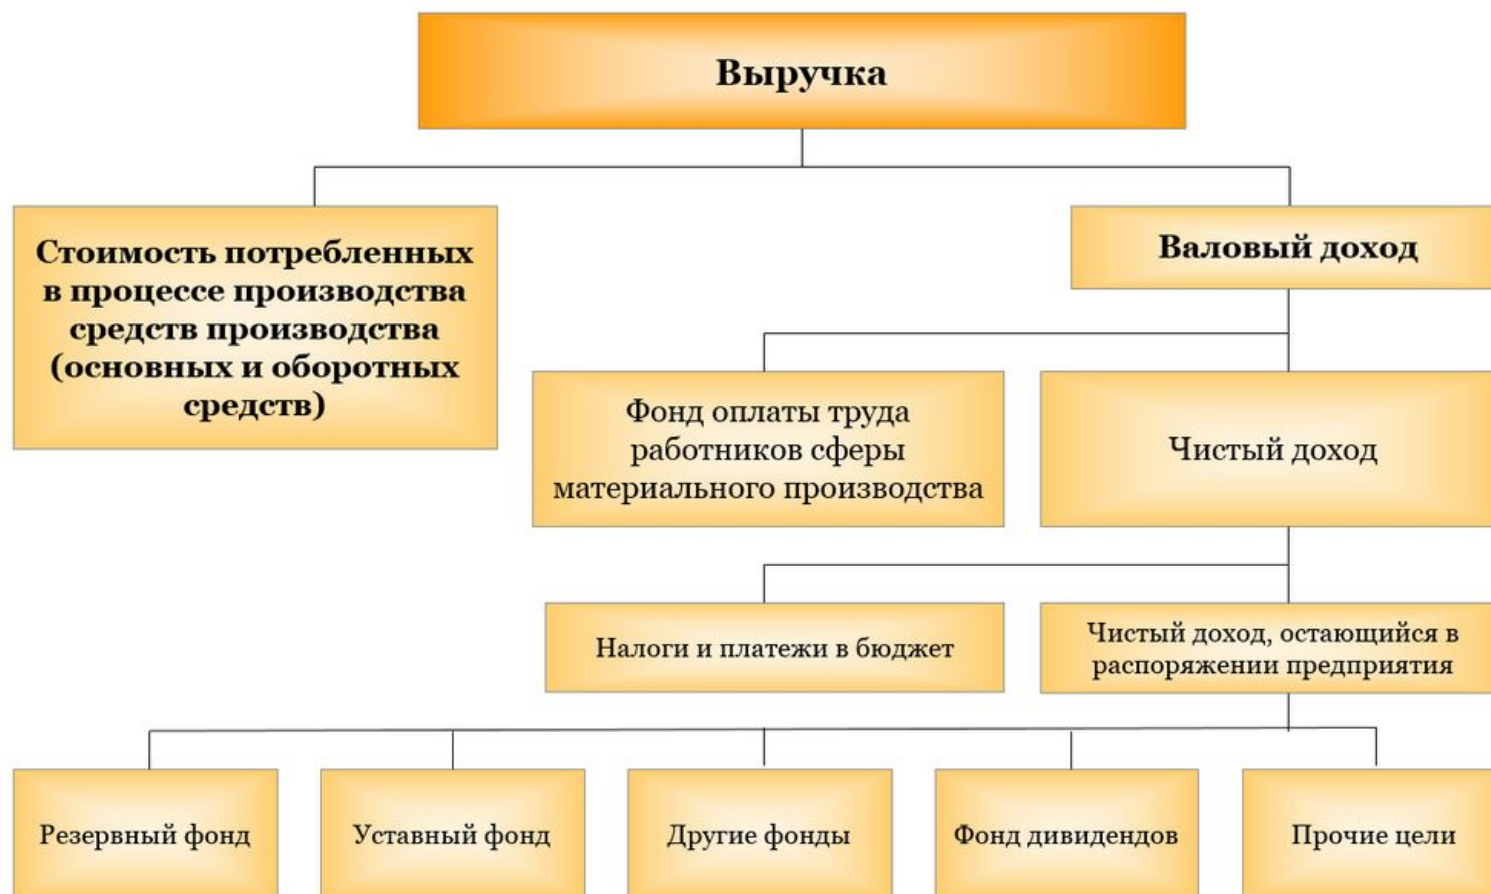 Выручка
Стоимость потребленных
в процессе производства
средств производства
(основных и оборотных
средств)
Валовый доход
Фонд оплаты труда
работников сферы
материального производства
Чистый доход
Налоги и платежи в бюджет
Чистый доход, остающийся в
распоряжении предприятия
Резервный фонд
Уставный фонд
Другие фонды
Фонд дивидендов
Прочие цели